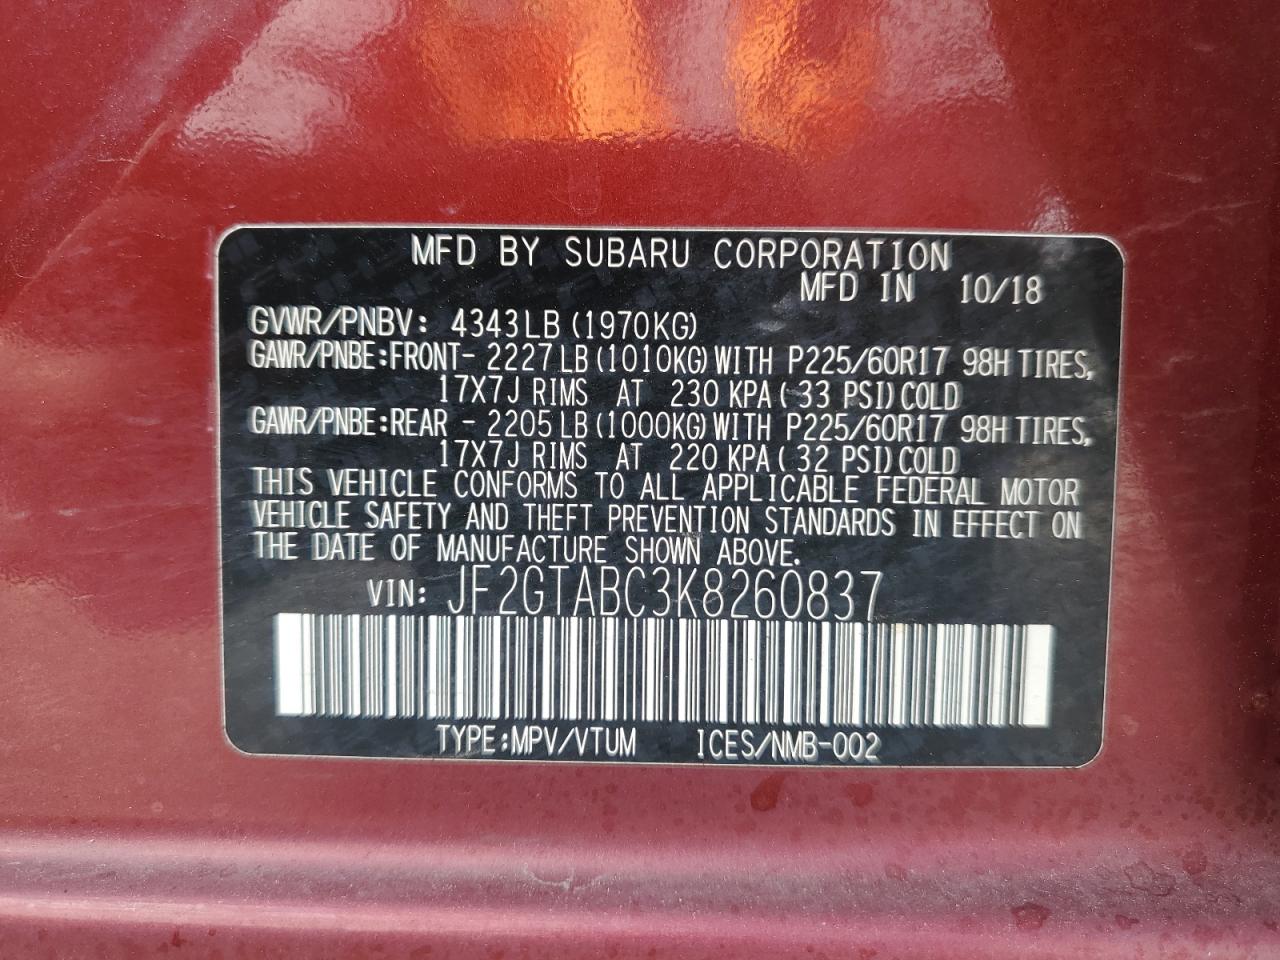 MFD BY SUBARU CORPORATION
MFD IN 10/18
GVWR/PNBV: 4343LB (1970KG)
GAWR/PNBE:FRONT- 2227LB (1010KG) WITH P225/60R17 98H TIRES,
17X7J RIMS AT 230 KPA ( 33 PSI) COLD
GAWR/PNBE:REAR - 2205LB (1000KG) WITH P225/60R17 98H TIRES,
17X7J RIMS AT 220 KPA ( 32 PSI) COLD
THIS VEHICLE CONFORMS TO ALL APPLICABLE FEDERAL MOTOR
VEHICLE SAFETY AND THEFT PREVENTION STANDARDS IN EFFECT ON
THE DATE OF MANUFACTURE SHOWN ABOVE.
VIN: JF2GTABC3K8260837
TYPE:MPV/VTUM ICES/NMB-002